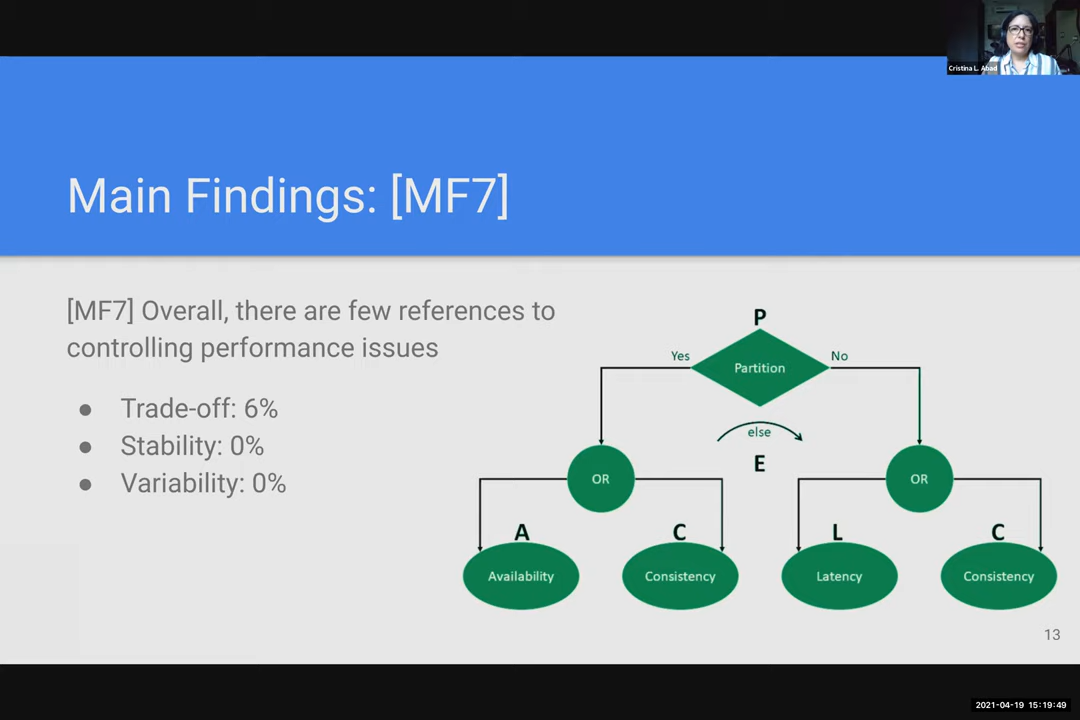 Cristina L. Abad
Main Findings: [MF7]
[MF7] Overall, there are few references to
controlling performance issues
● Trade-off: 6%
● Stability: 0%
● Variability: 0%
P
Yes
Partition
No
else
E
OR
OR
A
C
L
C
Availability
Consistency
Latency
Consistency
13
2021-04-19 15:19:49